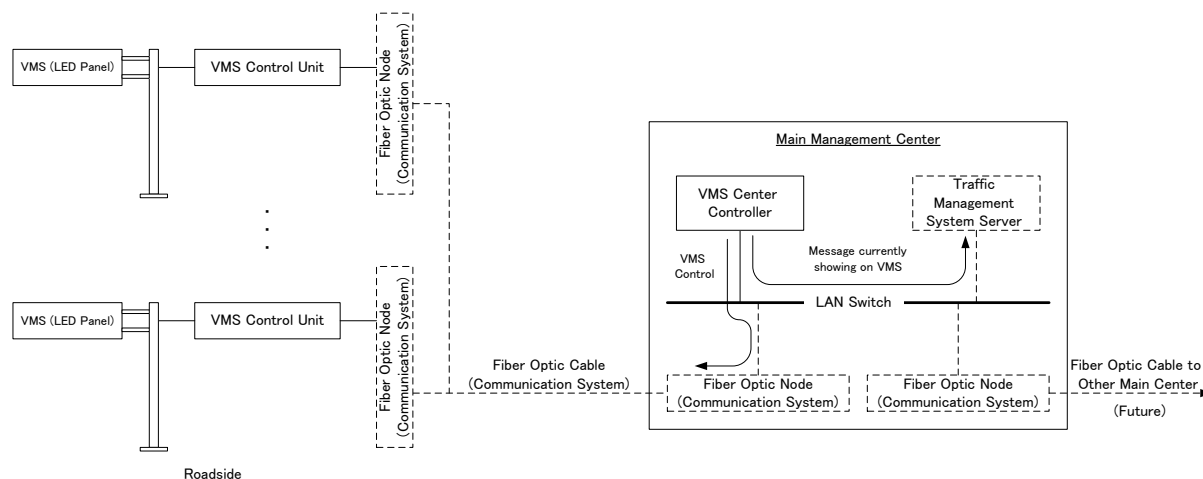 VMS (LED Panel)
VMS Control Unit
Fiber Optic Node
(Communication System)
VMS (LED Panel)
VMS Control Unit
Fiber Optic Node
(Communication System)
Roadside
Fiber Optic Cable
(Communication System)
Main Management Center
VMS Center
Controller
Traffic
Management
System Server
VMS
Control
Message currently
showing on VMS
LAN Switch
Fiber Optic Node
(Communication System)
Fiber Optic Node
(Communication System)
Fiber Optic Cable to
Other Main Center
(Future)